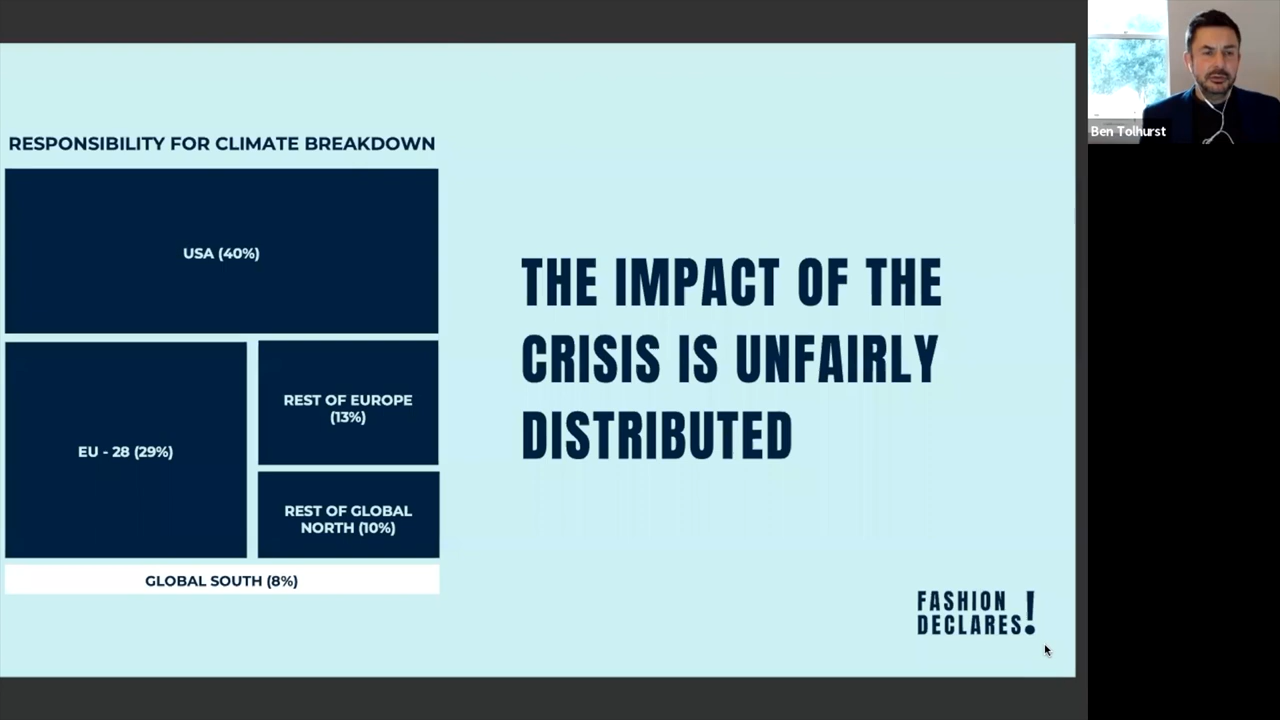 RESPONSIBILITY FOR CLIMATE BREAKDOWN
USA (40%)
EU - 28 (29%)
REST OF EUROPE
(13%)
REST OF GLOBAL
NORTH (10%)
GLOBAL SOUTH (8%)
THE IMPACT OF THE
CRISIS IS UNFAIRLY
DISTRIBUTED
FASHION
DECLARES!
Ben Tolhurst